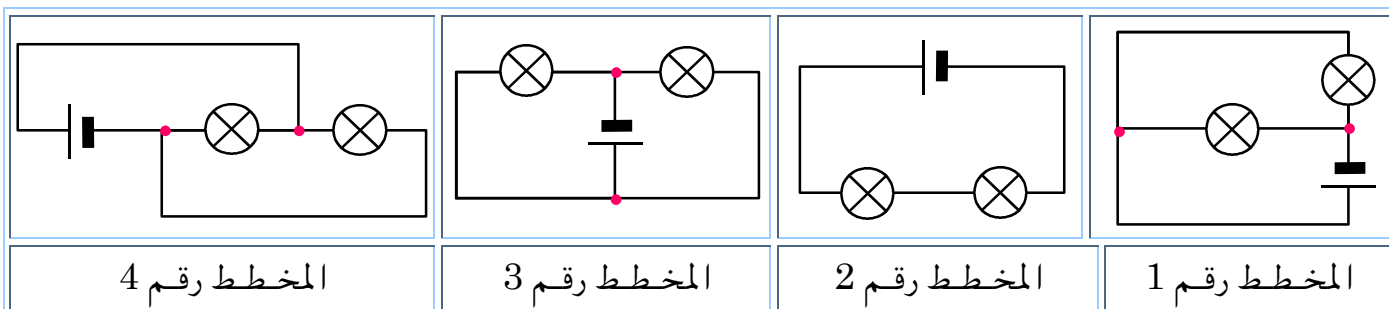 المخطط رقم 1
المخطط رقم 2
المخطط رقم 3
المخطط رقم 4